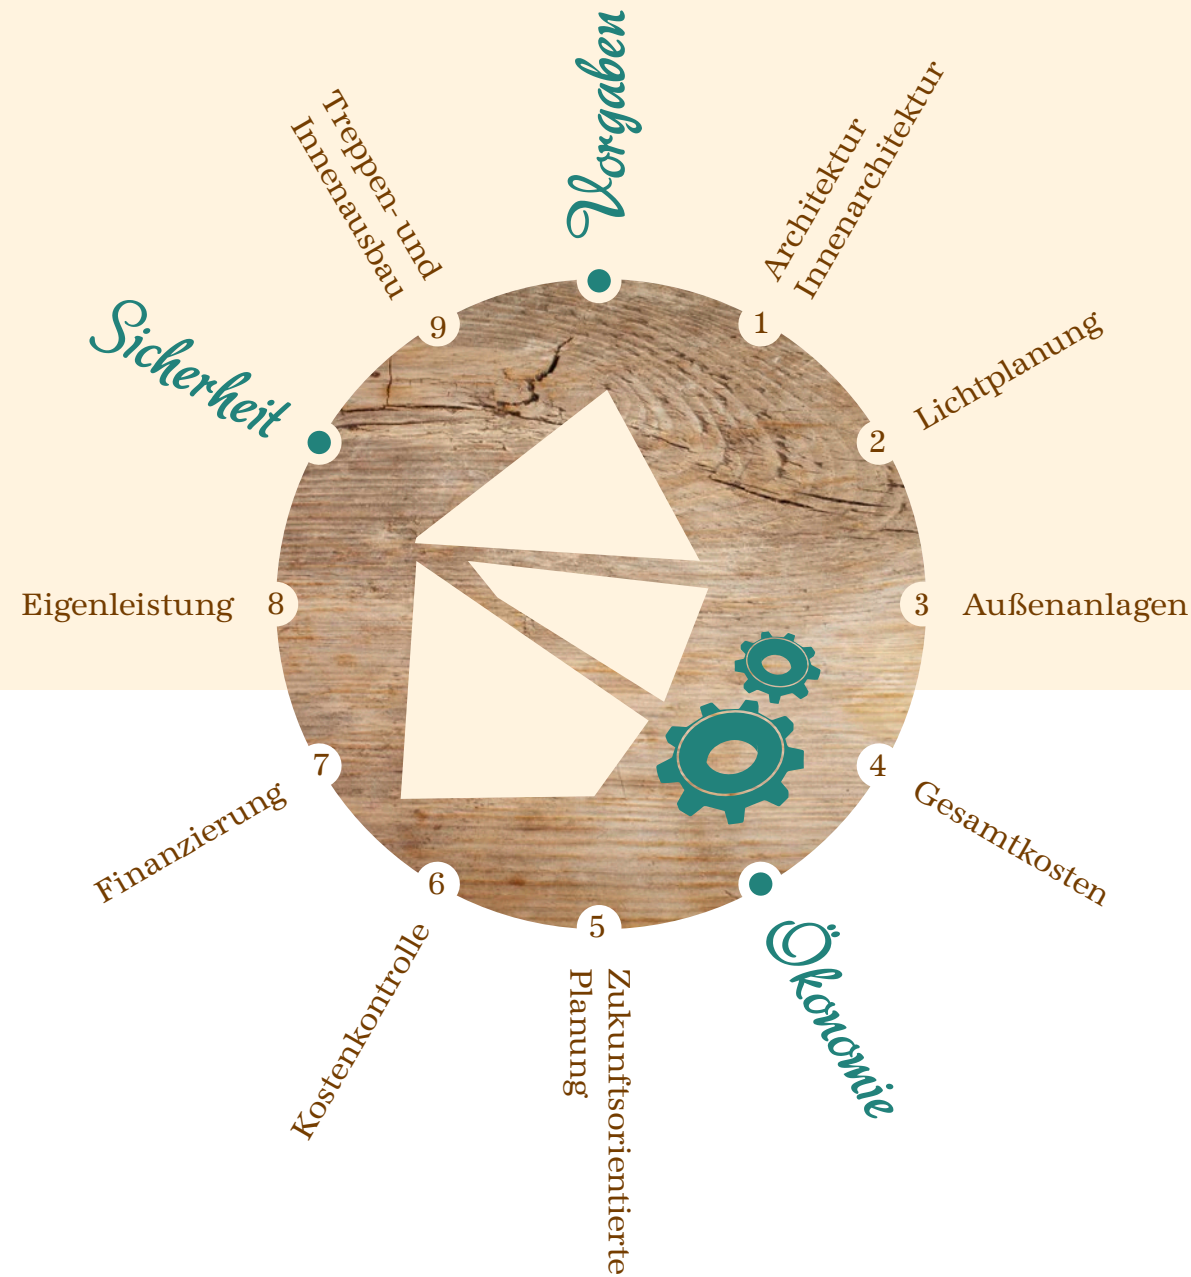 Vorgaben
1
Architektur
Innenarchitektur
2
Lichtplanung
3
Außenanlagen
4
Gesamtkosten
Ökonomie
5
Zukunftsorientierte
Planung
6
Kostenkontrolle
7
Finanzierung
8
Eigenleistung
Sicherheit
9
Treppen- und
Innenausbau